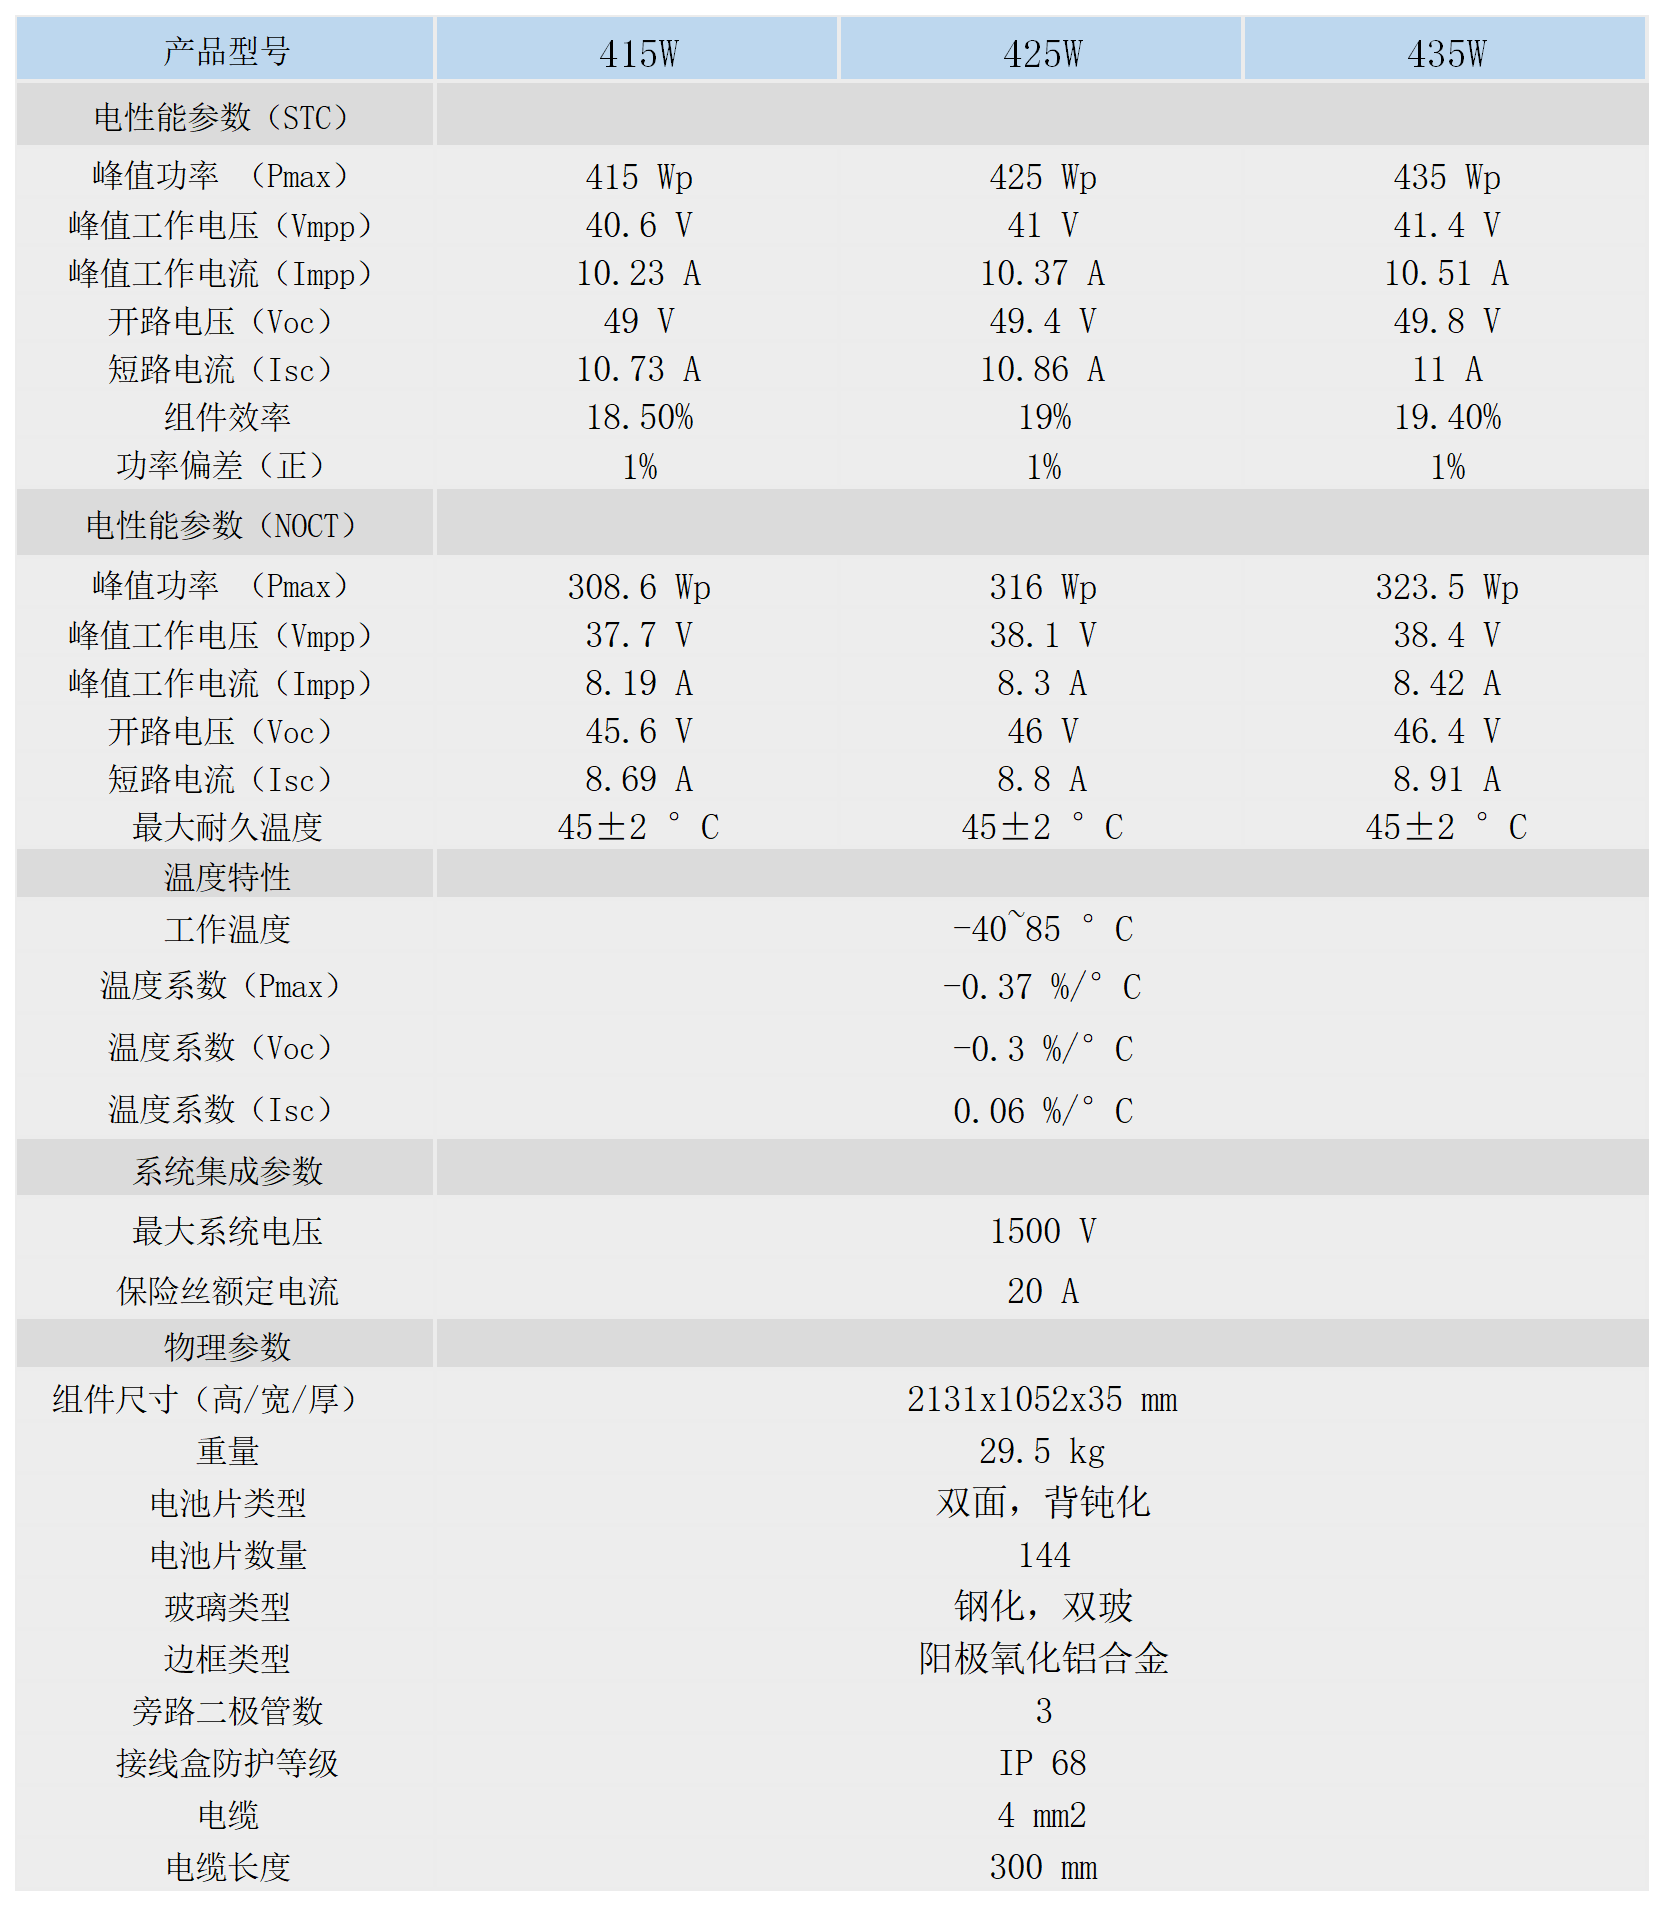 产品型号 415W 425W 435W
电性能参数（STC）
峰值功率 （Pmax） 415 Wp 425 Wp 435 Wp
峰值工作电压（Vmpp） 40.6 V 41 V 41.4 V
峰值工作电流（Impp） 10.23 A 10.37 A 10.51 A
开路电压（Voc） 49 V 49.4 V 49.8 V
短路电流（Isc） 10.73 A 10.86 A 11 A
组件效率 18.50% 19% 19.40%
功率偏差（正） 1% 1% 1%
电性能参数（NOCT）
峰值功率 （Pmax） 308.6 Wp 316 Wp 323.5 Wp
峰值工作电压（Vmpp） 37.7 V 38.1 V 38.4 V
峰值工作电流（Impp） 8.19 A 8.3 A 8.42 A
开路电压（Voc） 45.6 V 46 V 46.4 V
短路电流（Isc） 8.69 A 8.8 A 8.91 A
最大耐久温度 45±2 ° C 45±2 ° C 45±2 ° C
温度特性
工作温度 -40~85 ° C
温度系数（Pmax） -0.37 %/° C
温度系数（Voc） -0.3 %/° C
温度系数（Isc） 0.06 %/° C
系统集成参数
最大系统电压 1500 V
保险丝额定电流 20 A
物理参数
组件尺寸（高/宽/厚） 2131x1052x35 mm
重量 29.5 kg
电池片类型 双面，背钝化
电池片数量 144
玻璃类型 钢化，双玻
边框类型 阳极氧化铝合金
旁路二极管数 3
接线盒防护等级 IP 68
电缆 4 mm2
电缆长度 300 mm